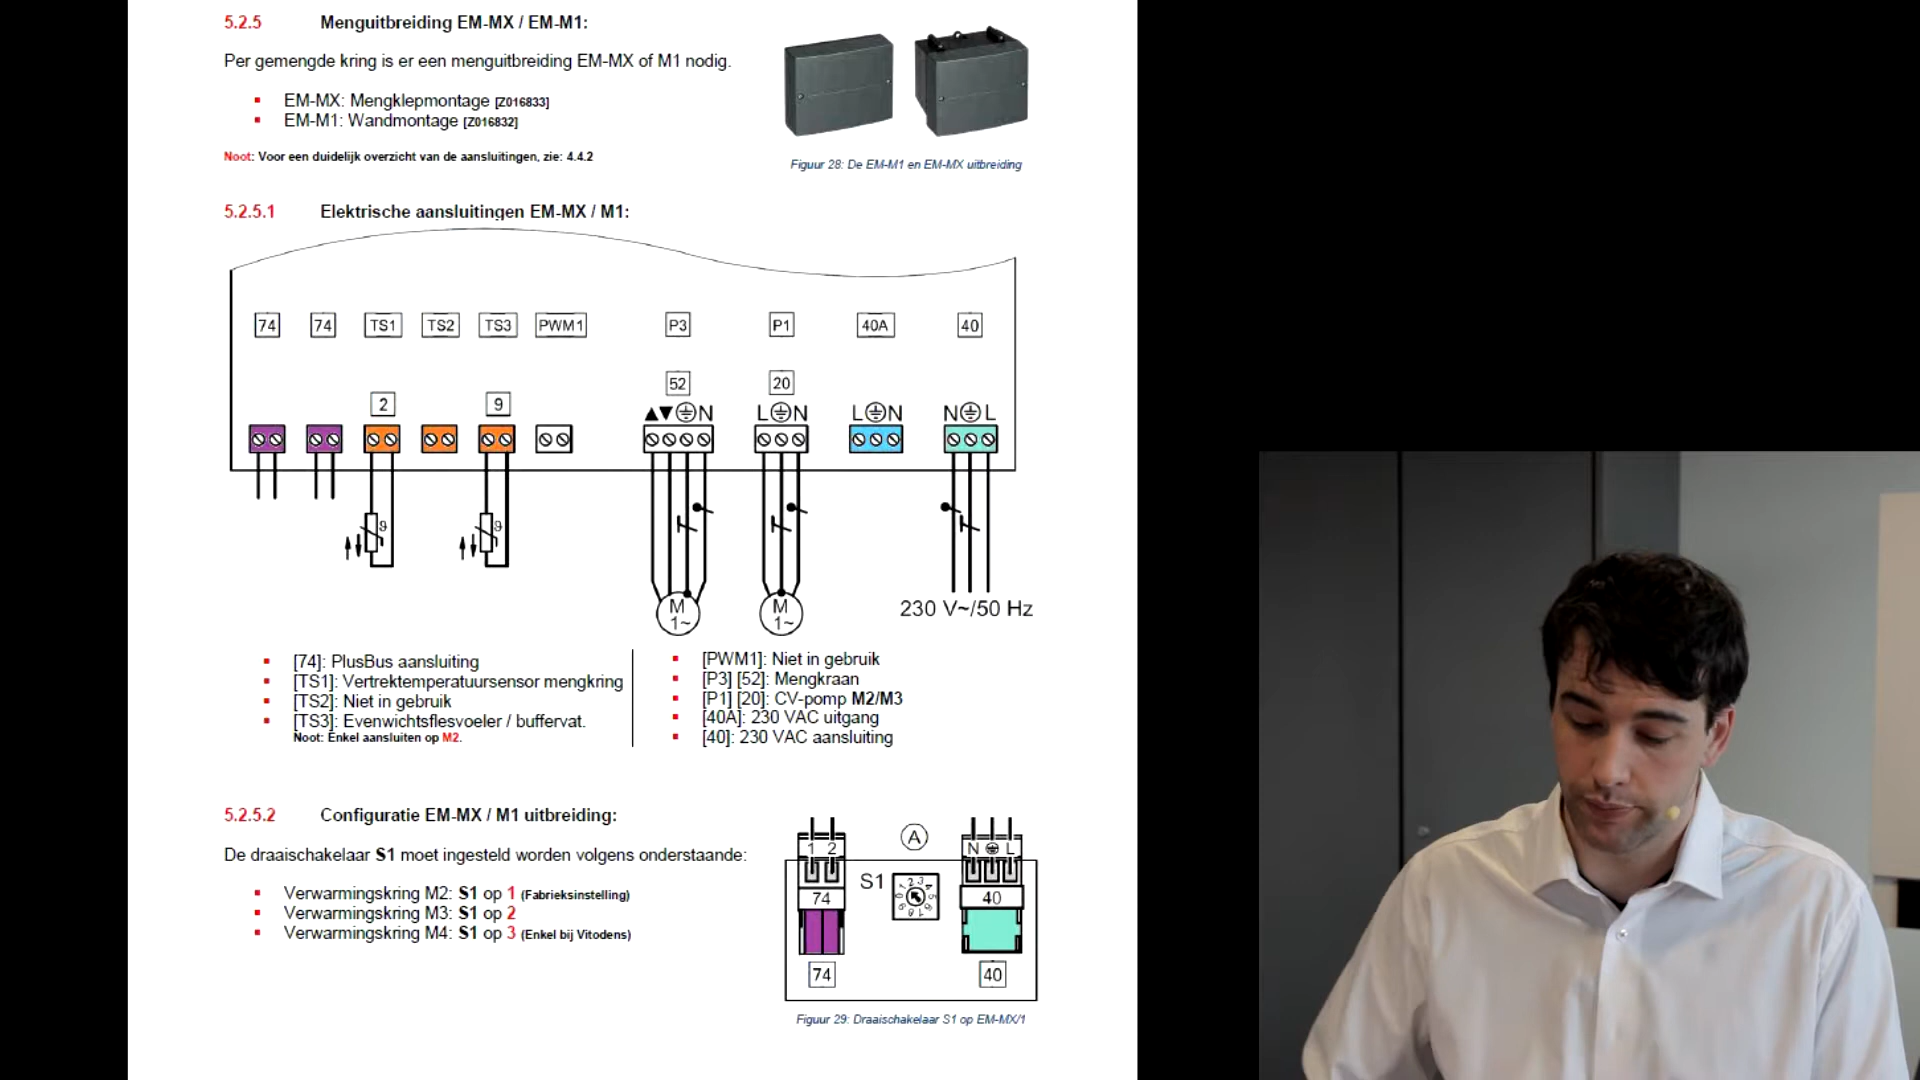 5.2.5 Menguitbreiding EM-MX / EM-M1:
Per gemengde kring is er een menguitbreiding EM-MX of M1 nodig.
EM-MX: Mengklepmontage [Z016833]
EM-M1: Wandmontage [Z016832]
Noot: Voor een duidelijk overzicht van de aansluitingen, zie: 4.4.2
Figuur 28: De EM-M1 en EM-MX uitbreiding
5.2.5.1 Elektrische aansluitingen EM-MX / M1:
74 74 TS1 TS2 TS3 PWM1 P3 P1 40A 40
52 20
2 9
▲▼ N L N L N N L
ϑ ϑ
M 1~ M 1~
230 V~/50 Hz
[74]: PlusBus aansluiting
[TS1]: Vertrektemperatuursensor mengkring
[TS2]: Niet in gebruik
[TS3]: Evenwichtsflesvoeler / buffervat.
Noot: Enkel aansluiten op M2.
[PWM1]: Niet in gebruik
[P3] [52]: Mengkraan
[P1] [20]: CV-pomp M2/M3
[40A]: 230 VAC uitgang
[40]: 230 VAC aansluiting
5.2.5.2 Configuratie EM-MX / M1 uitbreiding:
De draaischakelaar S1 moet ingesteld worden volgens onderstaande:
Verwarmingskring M2: S1 op 1 (Fabrieksinstelling)
Verwarmingskring M3: S1 op 2
Verwarmingskring M4: S1 op 3 (Enkel bij Vitodens)
A
1 2 N L
S1
74 40
74 40
Figuur 29: Draaischakelaar S1 op EM-MX/1